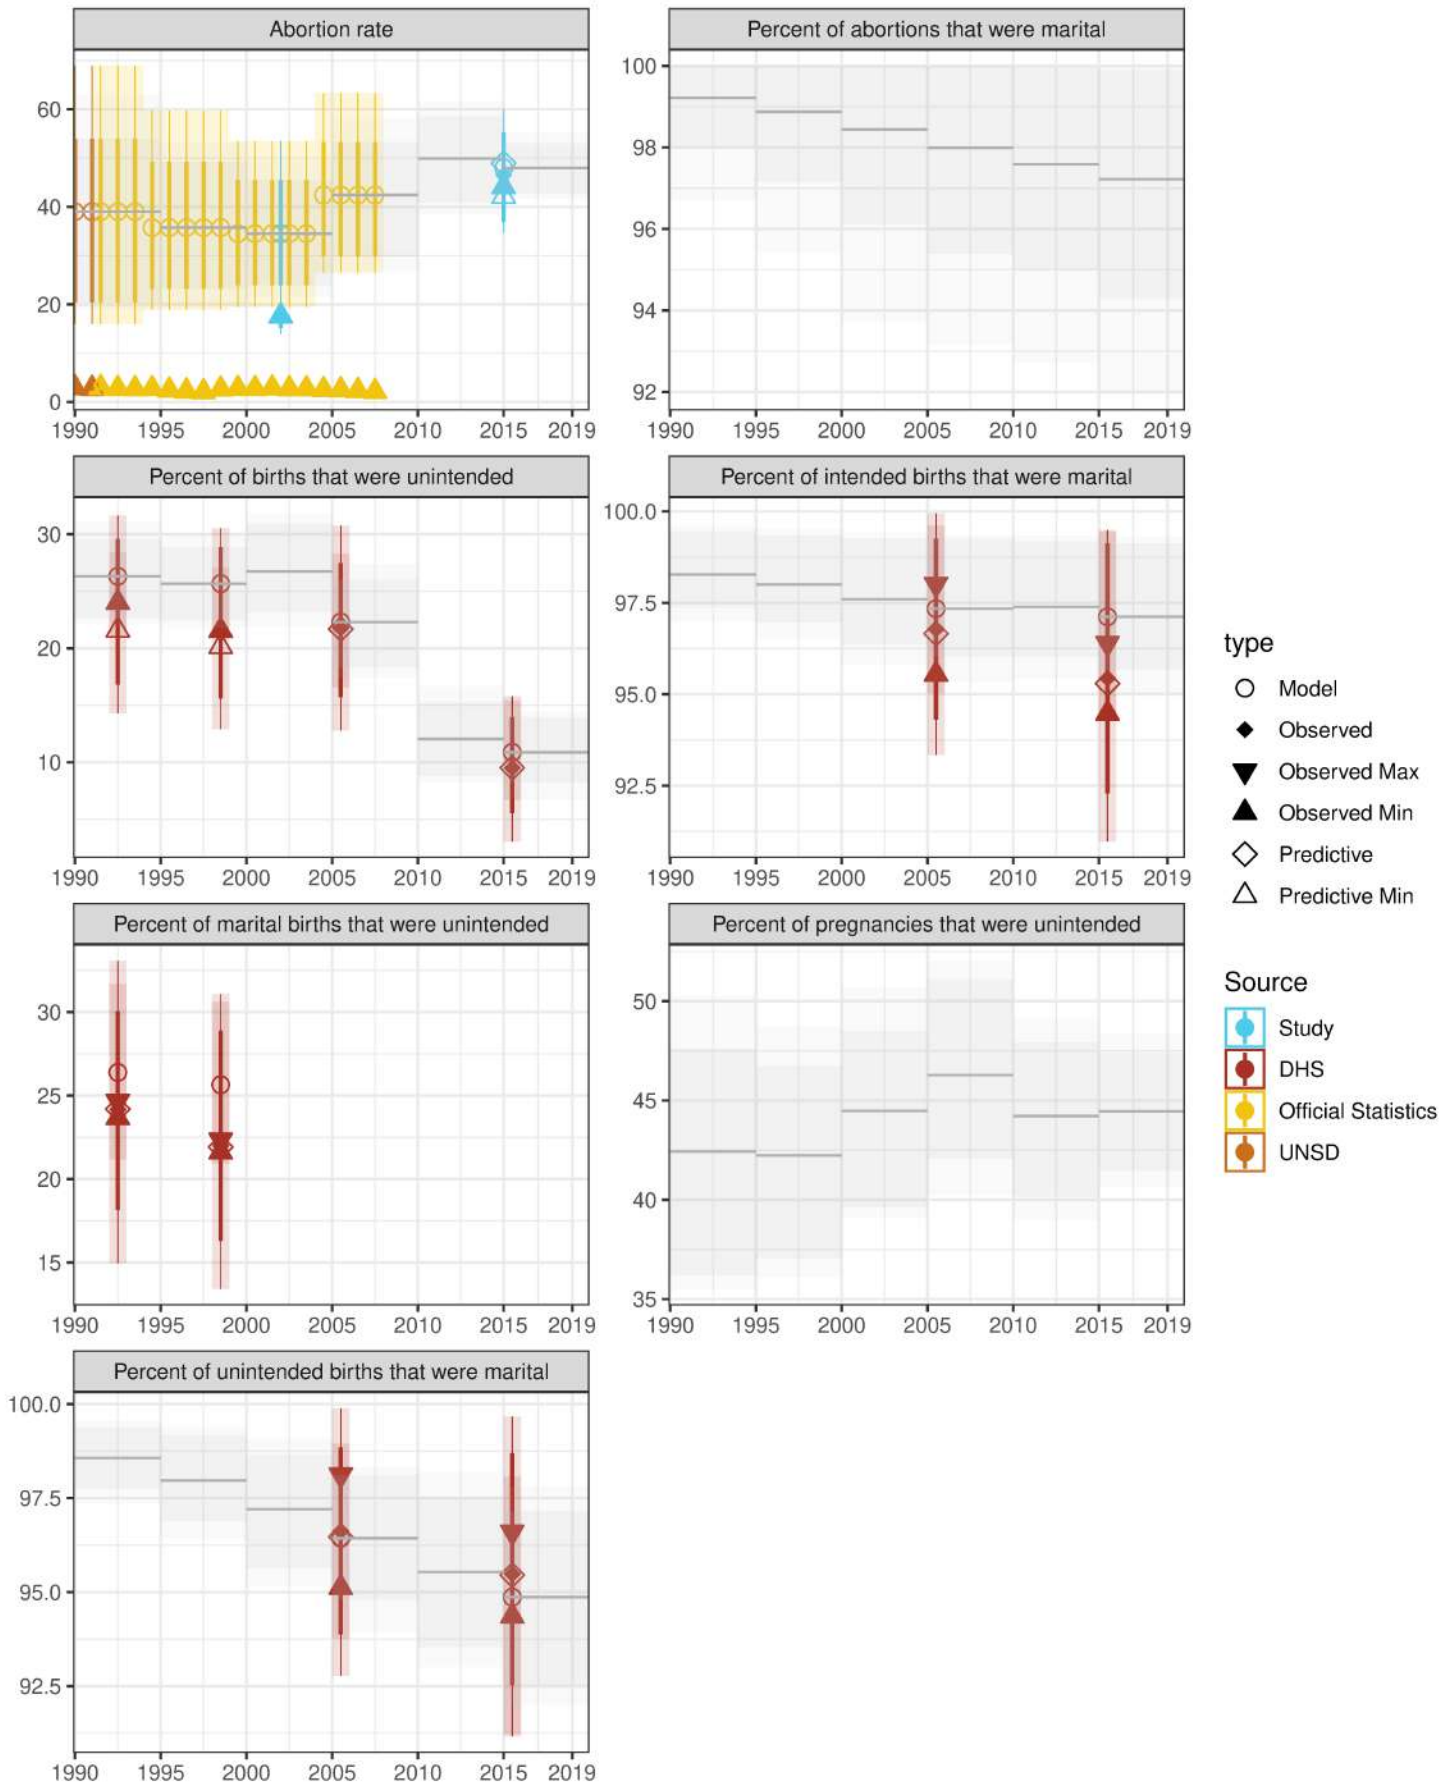 Abortion rate
Percent of abortions that were marital
60
40
20
0
1990 1995 2000 2005 2010 2015 2019
100
98
96
94
92
1990 1995 2000 2005 2010 2015 2019
Percent of births that were unintended
Percent of intended births that were marital
30
20
10
1990 1995 2000 2005 2010 2015 2019
100.0
97.5
95.0
92.5
1990 1995 2000 2005 2010 2015 2019
Percent of marital births that were unintended
Percent of pregnancies that were unintended
30
25
20
15
1990 1995 2000 2005 2010 2015 2019
50
45
40
35
1990 1995 2000 2005 2010 2015 2019
Percent of unintended births that were marital
100.0
97.5
95.0
92.5
1990 1995 2000 2005 2010 2015 2019
type
Model
Observed
Observed Max
Observed Min
Predictive
Predictive Min
Source
Study
DHS
Official Statistics
UNSD